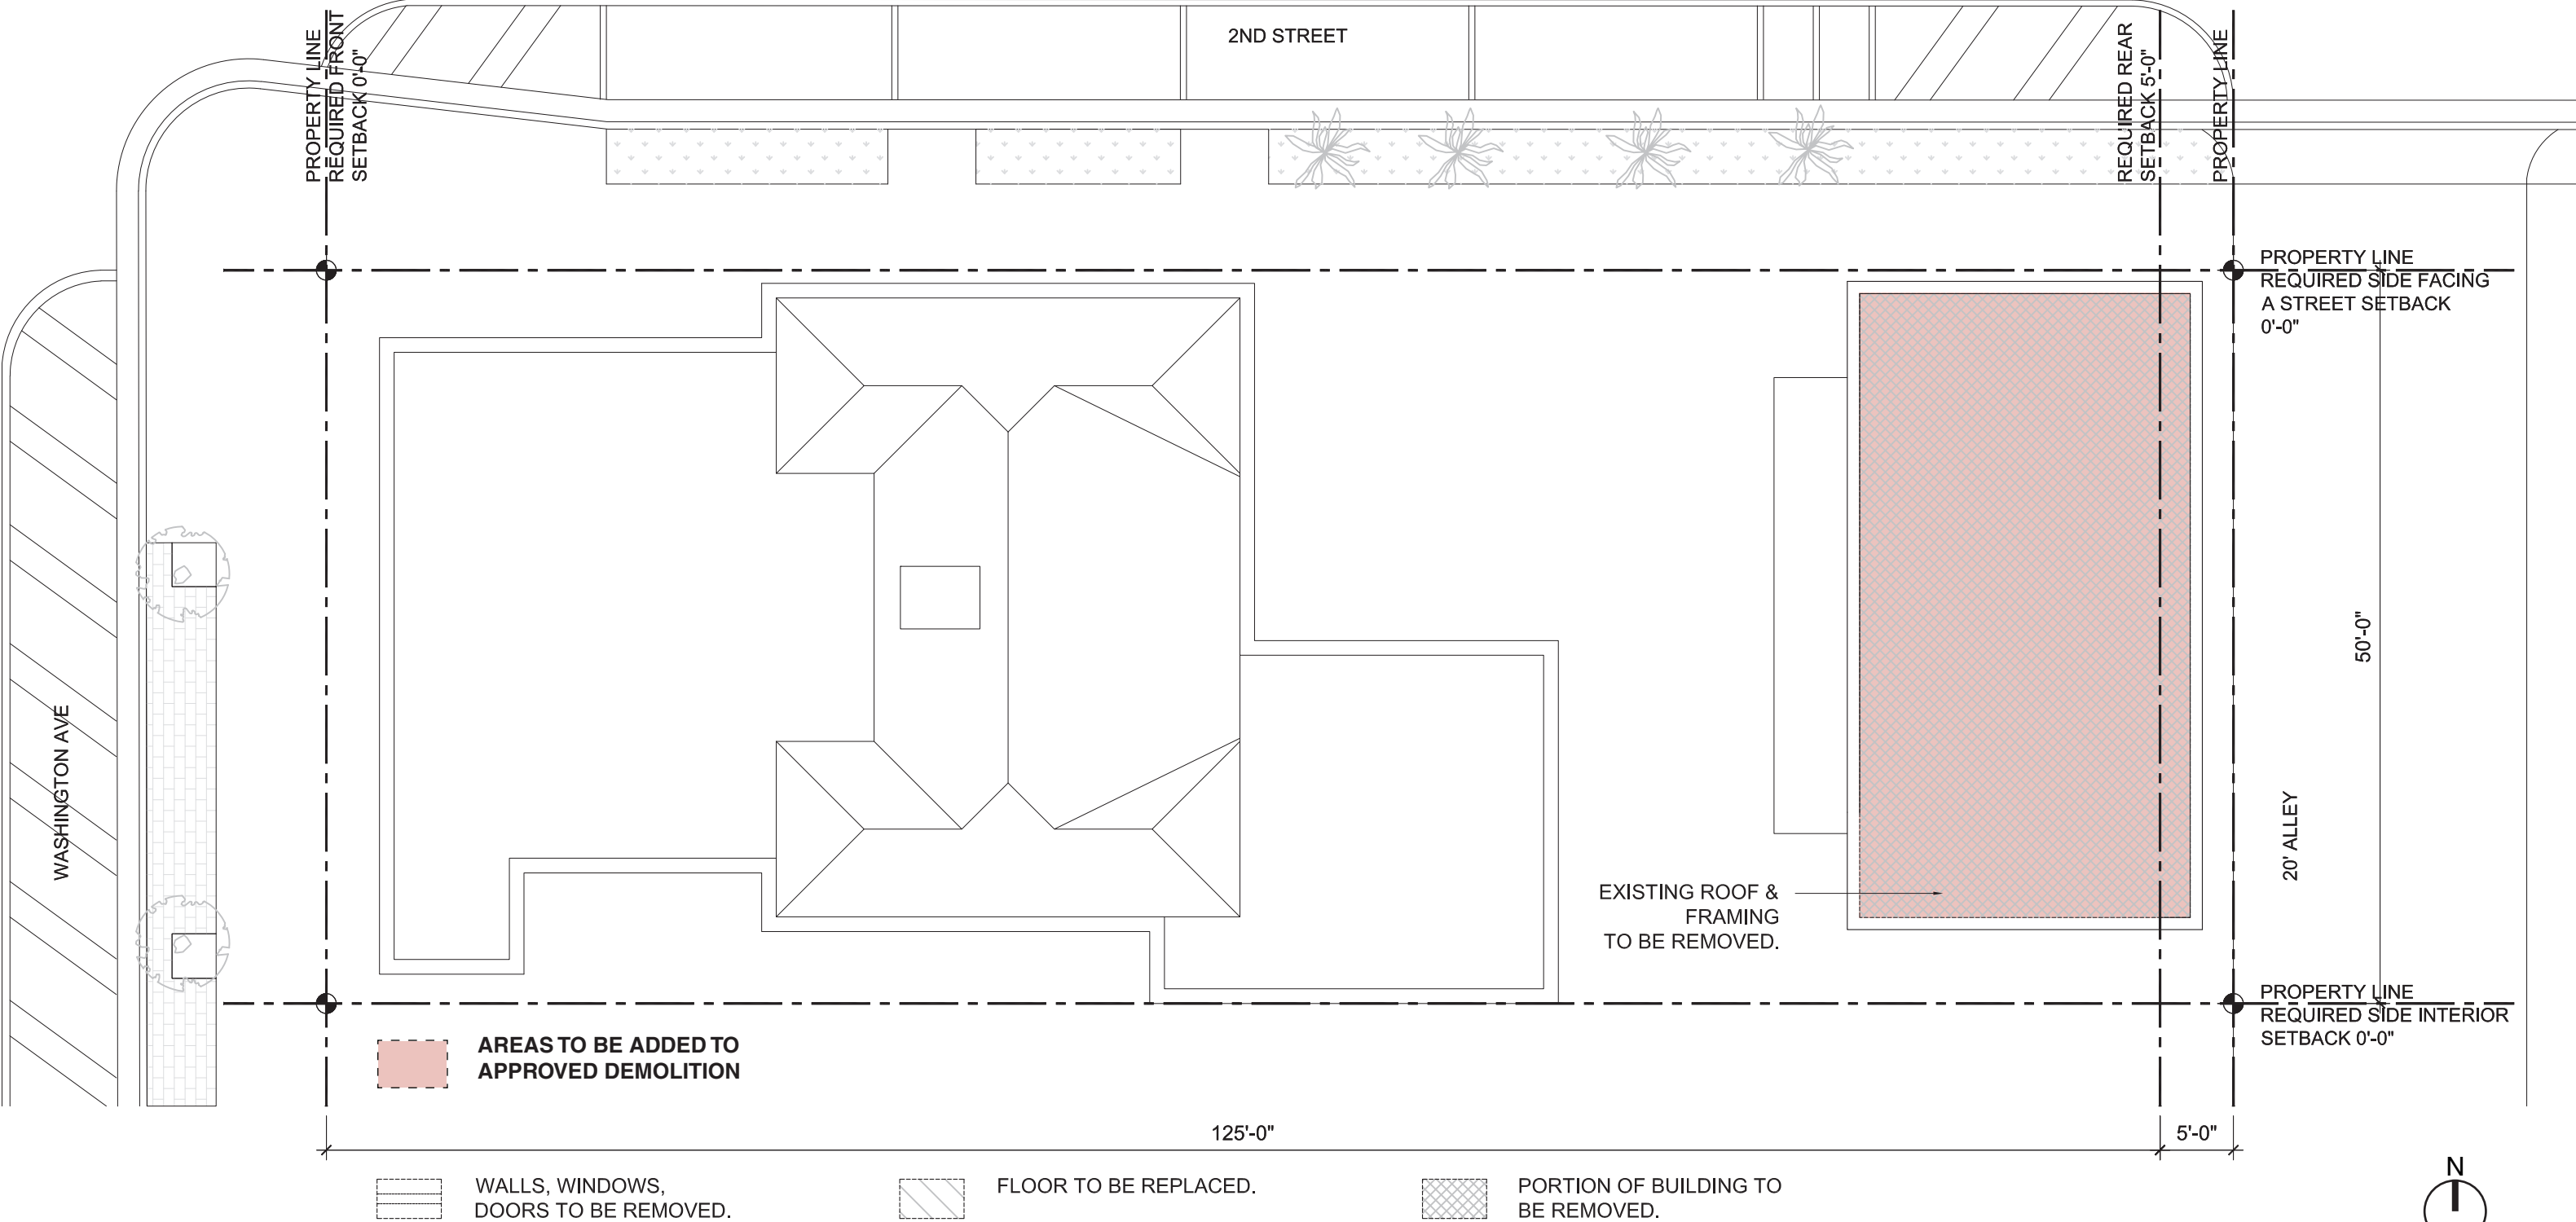 2ND STREET
PROPERTY LINE
REQUIRED FRONT
SETBACK 0'-0"
REQUIRED REAR
SETBACK 5'-0"
PROPERTY LINE
PROPERTY LINE
REQUIRED SIDE FACING
A STREET SETBACK
0'-0"
WASHINGTON AVE
50'-0"
20' ALLEY
EXISTING ROOF &
FRAMING
TO BE REMOVED.
PROPERTY LINE
REQUIRED SIDE INTERIOR
SETBACK 0'-0"
AREAS TO BE ADDED TO
APPROVED DEMOLITION
125'-0"
5'-0"
WALLS, WINDOWS,
DOORS TO BE REMOVED.
FLOOR TO BE REPLACED.
PORTION OF BUILDING TO
BE REMOVED.
N